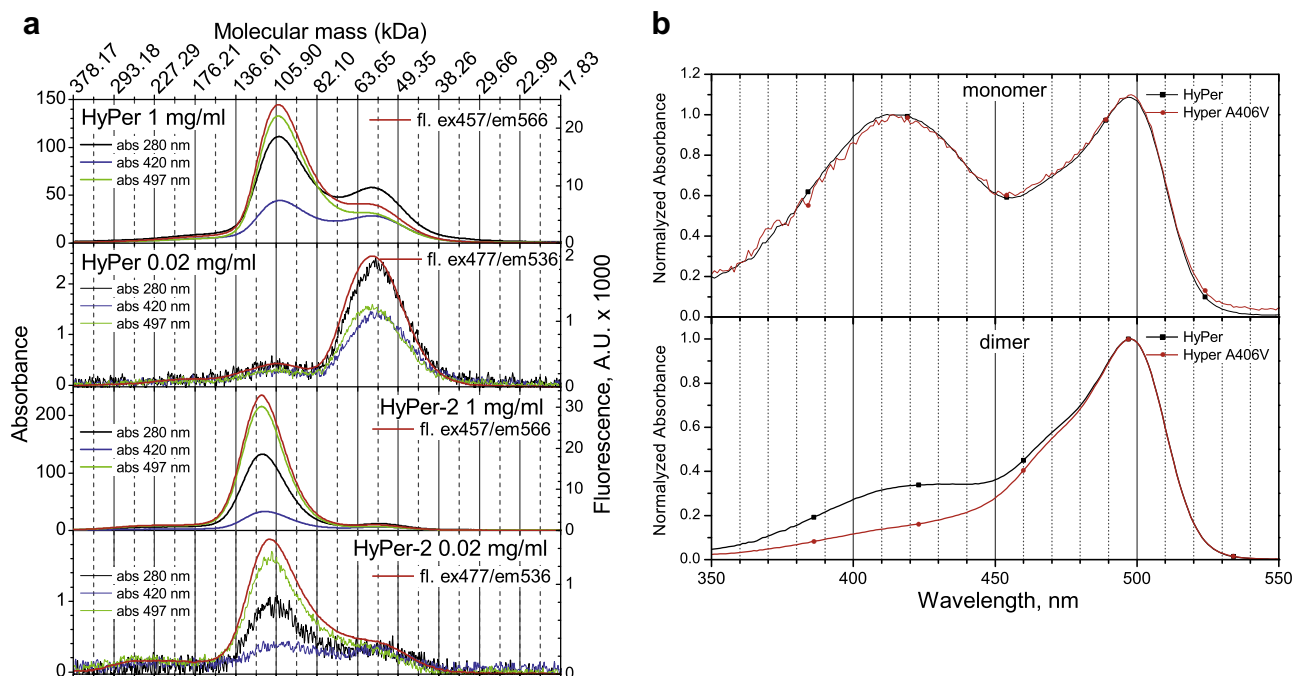 a
Molecular mass (kDa)
378.17 293.18 227.29 176.21 136.61 105.90 82.10 63.65 49.35 38.26 29.66 22.99 17.83
HyPer 1 mg/ml
abs 280 nm
abs 420 nm
abs 497 nm
fl. ex457/em566
150
100
50
0
20
10
0
HyPer 0.02 mg/ml
abs 280 nm
abs 420 nm
abs 497 nm
fl. ex477/em536
2
1
0
2
1
0
HyPer-2 1 mg/ml
fl. ex457/em566
abs 280 nm
abs 420 nm
abs 497 nm
200
100
0
30
20
10
0
HyPer-2 0.02 mg/ml
fl. ex477/em536
abs 280 nm
abs 420 nm
abs 497 nm
1
0
1
0
Absorbance
Fluorescence, A.U. x 1000
b
monomer
HyPer
Hyper A406V
1.2
1.0
0.8
0.6
0.4
0.2
0.0
Normalized Absorbance
dimer
HyPer
Hyper A406V
1.0
0.8
0.6
0.4
0.2
0.0
Normalized Absorbance
350 400 450 500 550
Wavelength, nm